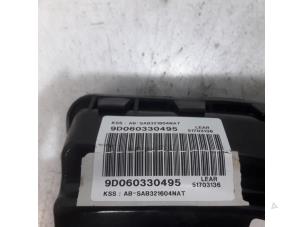 KSS : AB-SAB321604NAT
9D060330495
LEAR
51703136
9D060330495
LEAR
51703136
KSS : AB-SAB321604NAT